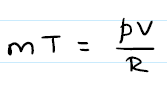 mT = pV/R